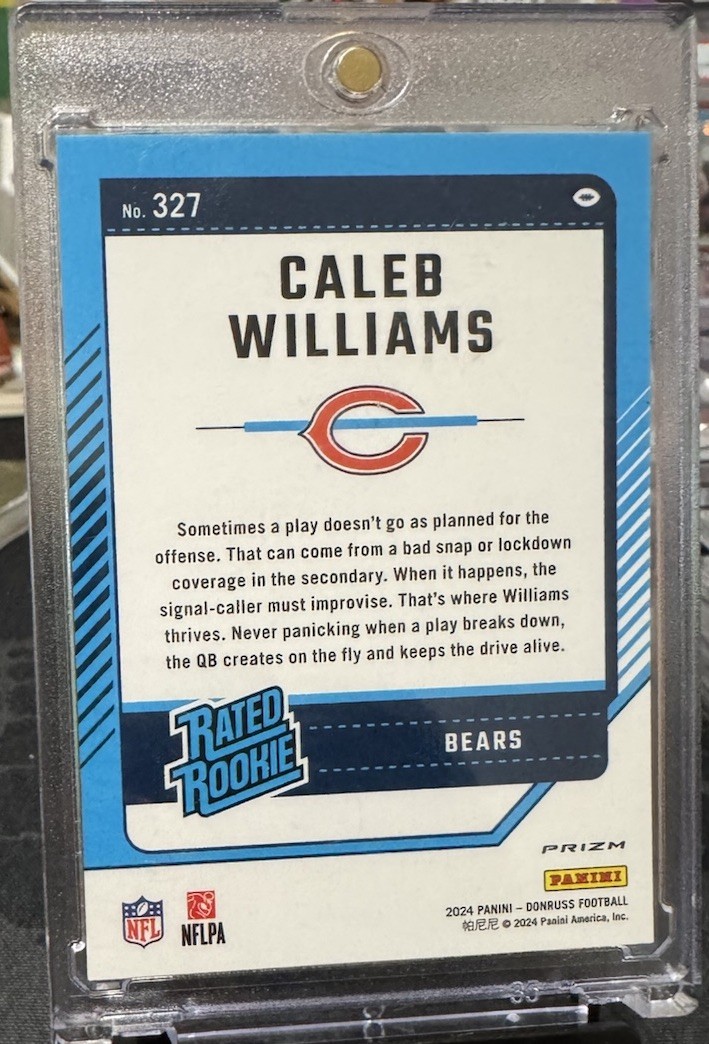 No. 327
CALEB
WILLIAMS
Sometimes a play doesn't go as planned for the
offense. That can come from a bad snap or lockdown
coverage in the secondary. When it happens, the
signal-caller must improvise. That's where Williams
thrives. Never panicking when a play breaks down,
the QB creates on the fly and keeps the drive alive.
RATED
ROOKIE
BEARS
PRIZM
PANINI
NFL
NFLPA
2024 PANINI – DONRUSS FOOTBALL
帕尼尼 © 2024 Panini America, Inc.